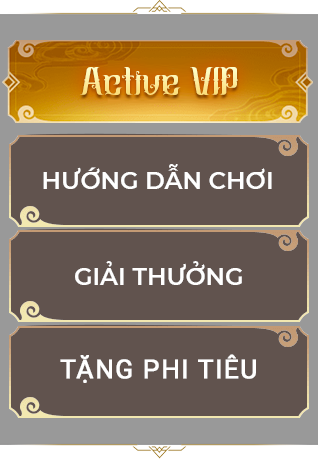 Active VIP
HƯỚNG DẪN CHƠI
GIẢI THƯỞNG
TẶNG PHI TIÊU